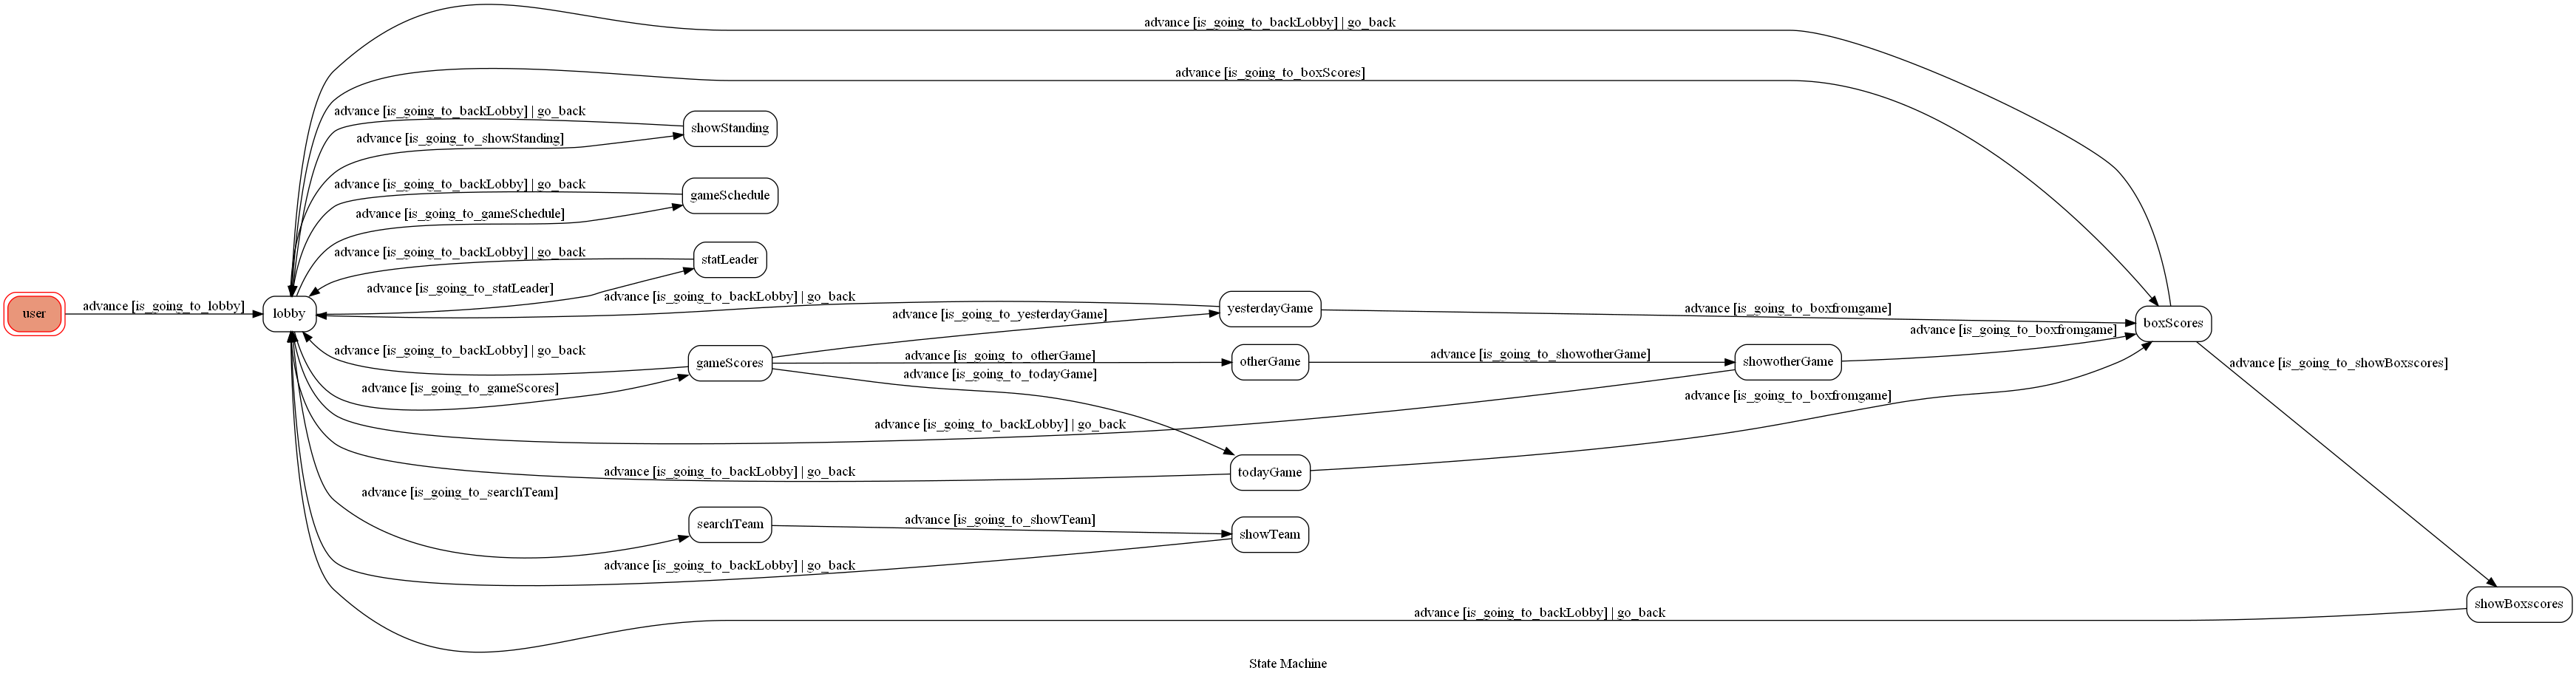 advance [is_going_to_backLobby] | go_back
advance [is_going_to_boxScores]
advance [is_going_to_backLobby] | go_back
showStanding
advance [is_going_to_showStanding]
advance [is_going_to_backLobby] | go_back
gameSchedule
advance [is_going_to_gameSchedule]
advance [is_going_to_backLobby] | go_back
statLeader
advance [is_going_to_statLeader]
advance [is_going_to_backLobby] | go_back
user
advance [is_going_to_lobby]
lobby
yesterdayGame
advance [is_going_to_boxfromgame]
boxScores
advance [is_going_to_yesterdayGame]
advance [is_going_to_boxfromgame]
advance [is_going_to_backLobby] | go_back
gameScores
advance [is_going_to_otherGame]
otherGame
advance [is_going_to_showotherGame]
showotherGame
advance [is_going_to_showBoxscores]
advance [is_going_to_todayGame]
advance [is_going_to_gameScores]
advance [is_going_to_boxfromgame]
advance [is_going_to_backLobby] | go_back
advance [is_going_to_backLobby] | go_back
todayGame
advance [is_going_to_searchTeam]
searchTeam
advance [is_going_to_showTeam]
showTeam
advance [is_going_to_backLobby] | go_back
showBoxscores
advance [is_going_to_backLobby] | go_back
State Machine